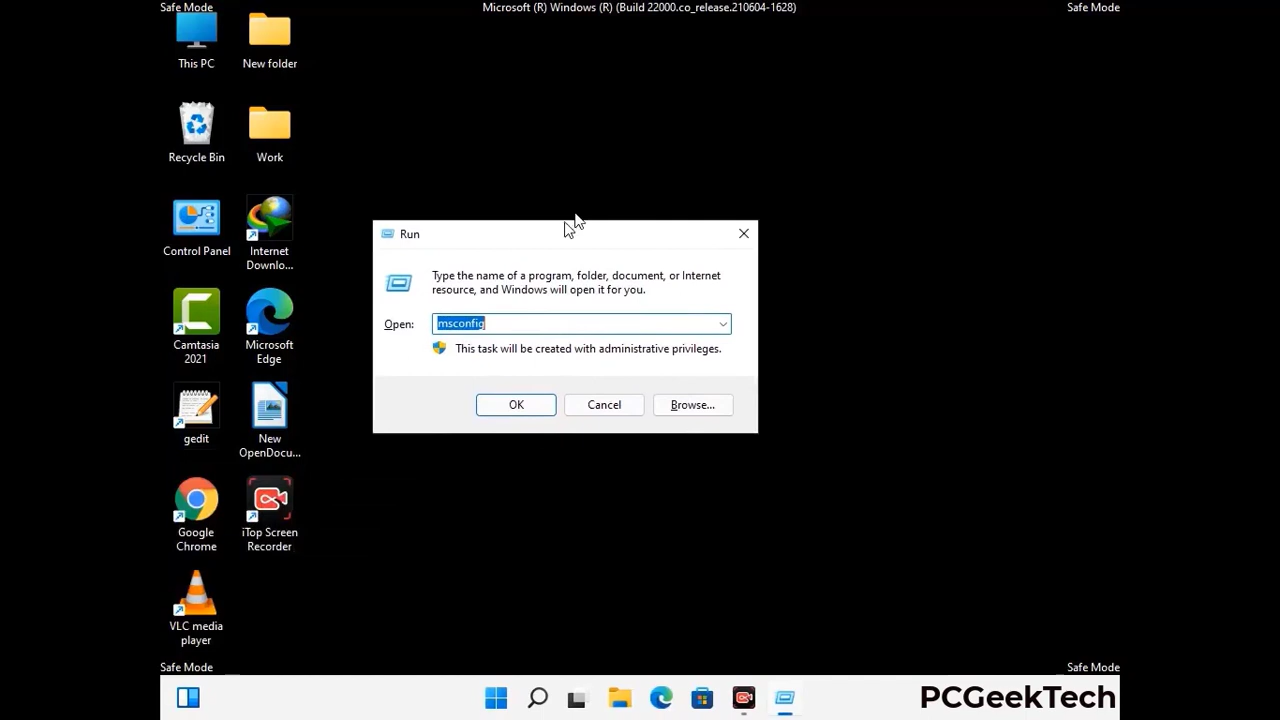 Safe Mode
Microsoft (R) Windows (R) (Build 22000.co_release.210604-1628)
Safe Mode
This PC
New folder
Recycle Bin
Work
Control Panel
Internet
Downlo...
Camtasia
2021
Microsoft
Edge
gedit
New
OpenDocu...
Google
Chrome
iTop Screen
Recorder
VLC media
player
Run
Type the name of a program, folder, document, or Internet
resource, and Windows will open it for you.
Open:
msconfig
This task will be created with administrative privileges.
OK
Cancel
Browse...
Safe Mode
Safe Mode
PCGeekTech